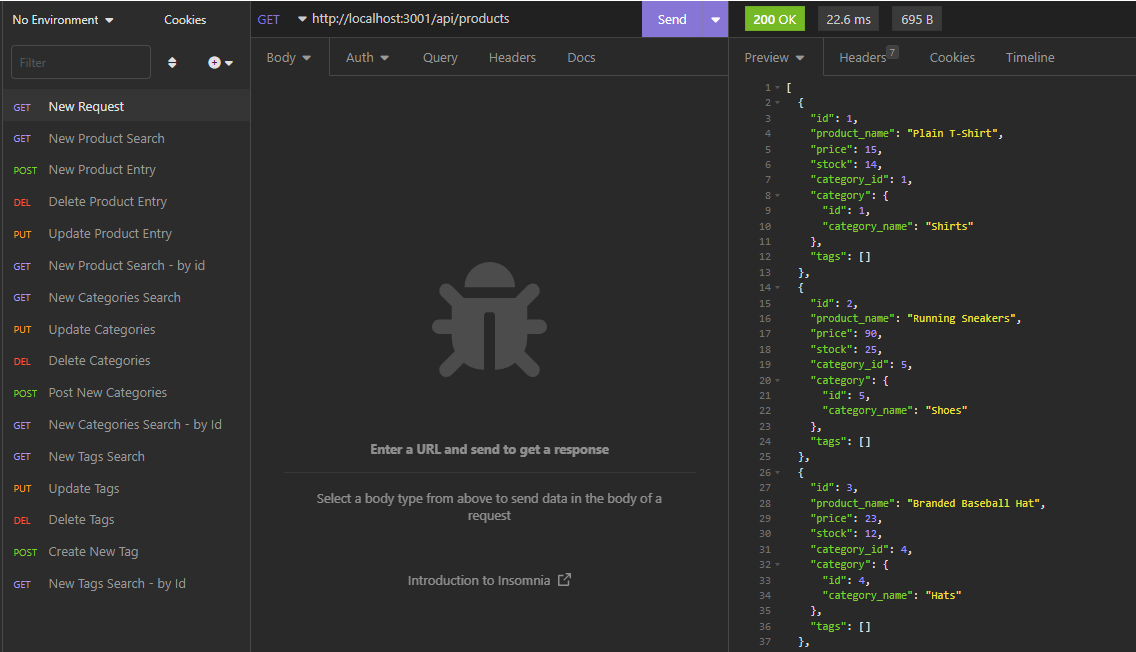 No Environment Cookies
Filter
GET New Request
GET New Product Search
POST New Product Entry
DEL Delete Product Entry
PUT Update Product Entry
GET New Product Search - by id
GET New Categories Search
PUT Update Categories
DEL Delete Categories
POST Post New Categories
GET New Categories Search - by Id
GET New Tags Search
PUT Update Tags
DEL Delete Tags
POST Create New Tag
GET New Tags Search - by Id
GET http://localhost:3001/api/products Send
Body Auth Query Headers Docs
Enter a URL and send to get a response
Select a body type from above to send data in the body of a
request
Introduction to Insomnia
200 OK 22.6 ms 695 B
Preview Headers 7 Cookies Timeline
1 [
2 {
3 "id": 1,
4 "product_name": "Plain T-Shirt",
5 "price": 15,
6 "stock": 14,
7 "category_id": 1,
8 "category": {
9 "id": 1,
10 "category_name": "Shirts"
11 },
12 "tags": []
13 },
14 {
15 "id": 2,
16 "product_name": "Running Sneakers",
17 "price": 90,
18 "stock": 25,
19 "category_id": 5,
20 "category": {
21 "id": 5,
22 "category_name": "Shoes"
23 },
24 "tags": []
25 },
26 {
27 "id": 3,
28 "product_name": "Branded Baseball Hat",
29 "price": 23,
30 "stock": 12,
31 "category_id": 4,
32 "category": {
33 "id": 4,
34 "category_name": "Hats"
35 },
36 "tags": []
37 },